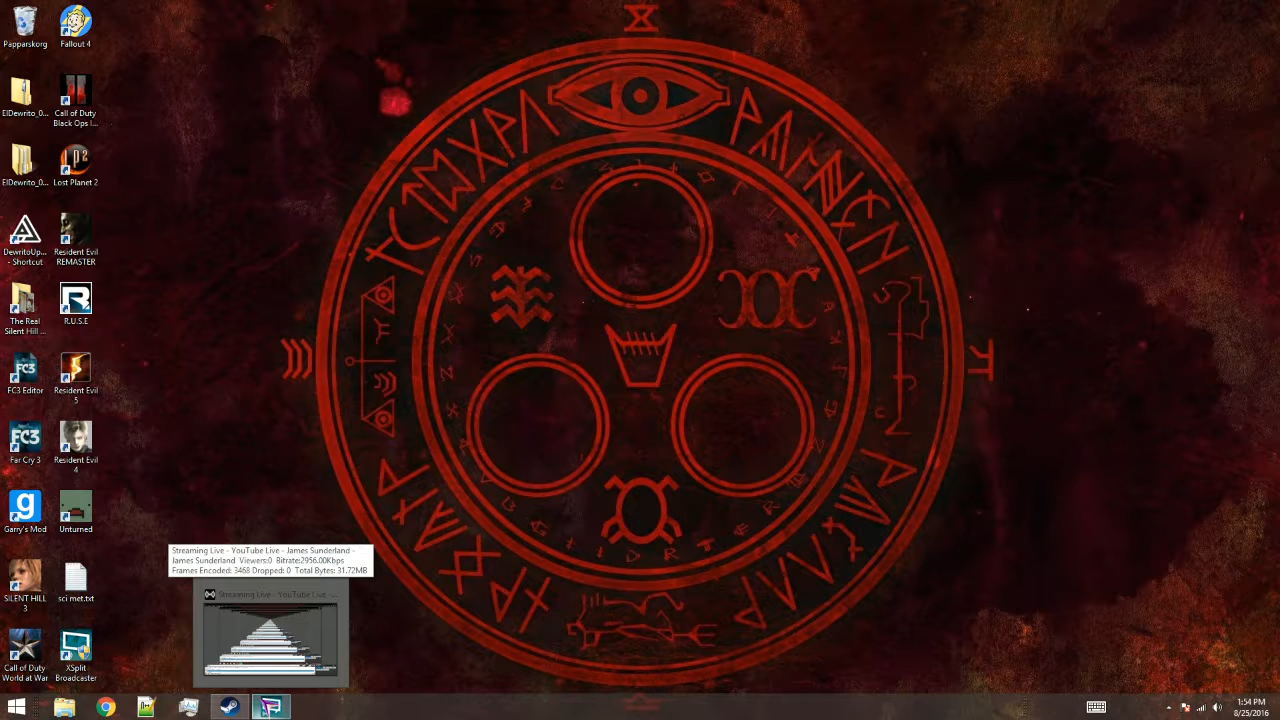 Papparskorg
Fallout 4
ElDewrito_0...
Call of Duty
Black Ops I...
ElDewrito_0...
Lost Planet 2
DewritoUp...
- Shortcut
Resident Evil
REMASTER
The Real
Silent Hill ...
R.U.S.E
FC3 Editor
Resident Evil
5
Far Cry 3
Resident Evil
4
Garry's Mod
Unturned
SILENT HILL
3
sci met.txt
Call of Duty
World at War
XSplit
Broadcaster
Streaming Live - YouTube Live - James Sunderland -
James Sunderland Viewers:0 Bitrate:2956.00Kbps
Frames Encoded: 3468 Dropped: 0 Total Bytes: 31.72MB
Streaming Live - YouTube Live - ...
1:54 PM
8/25/2016